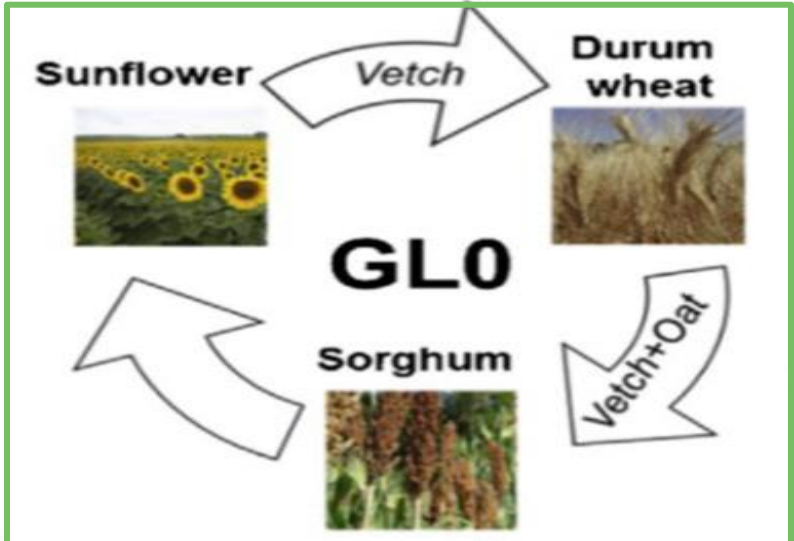 Sunflower
Vetch
Durum
wheat
GL0
Vetch+Oat
Sorghum